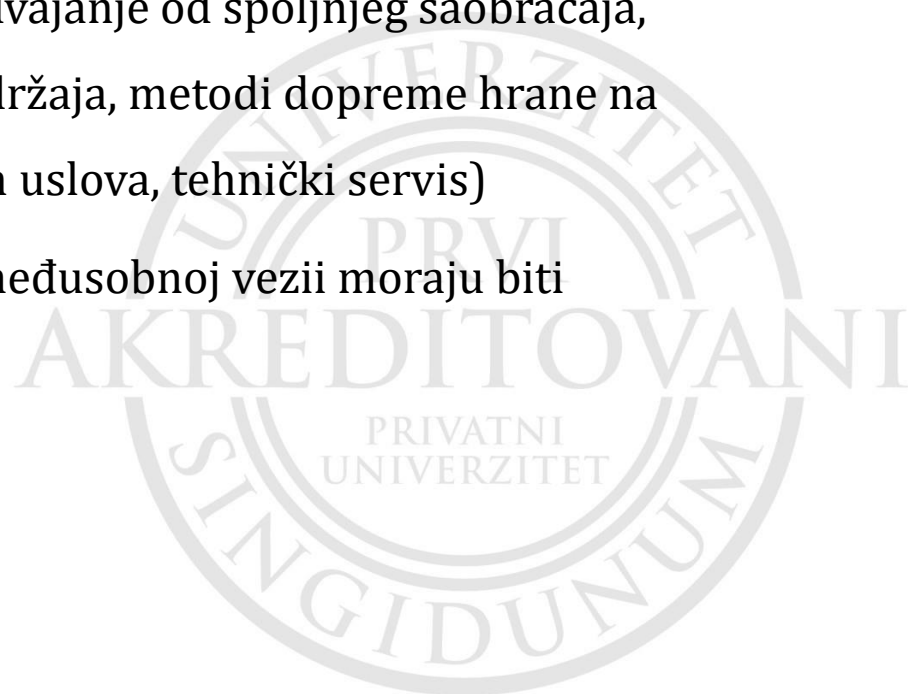 vajanje od spoljnjeg saobraćaja,
držaja, metodi dopreme hrane na
uslova, tehnički servis)
međusobnoj vezii moraju biti
UNIVERZITET
PRVI
AKREDITOVANI
PRIVATNI
UNIVERZITET
SINGIDUNUM